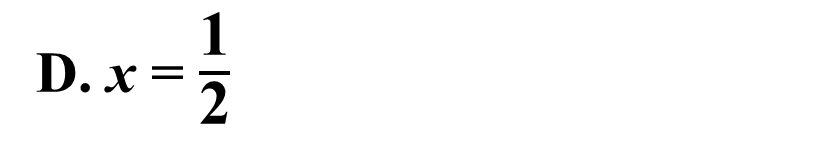 D. x = 1/2